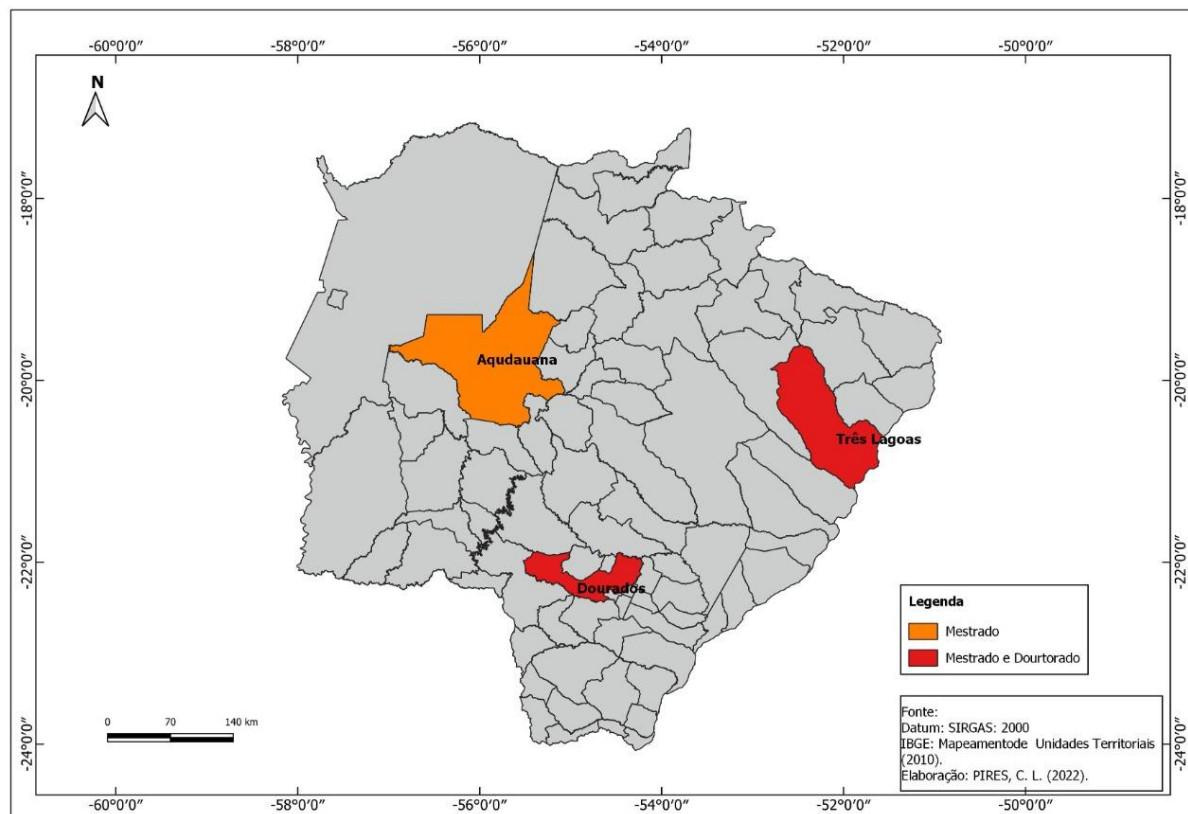 -60°0'0" -58°0'0" -56°0'0" -54°0'0" -52°0'0" -50°0'0"
N
-18°0'0" -18°0'0"
Aqudauana
-20°0'0" -20°0'0"
Três Lagoas
-22°0'0" -22°0'0"
Dourados
Legenda
Mestrado
Mestrado e Dourtorado
0 70 140 km
Fonte:
Datum: SIRGAS: 2000
IBGE: Mapeamentode Unidades Territoriais
(2010).
Elaboração: PIRES, C. L. (2022).
-24°0'0" -24°0'0"
-60°0'0" -58°0'0" -56°0'0" -54°0'0" -52°0'0" -50°0'0"